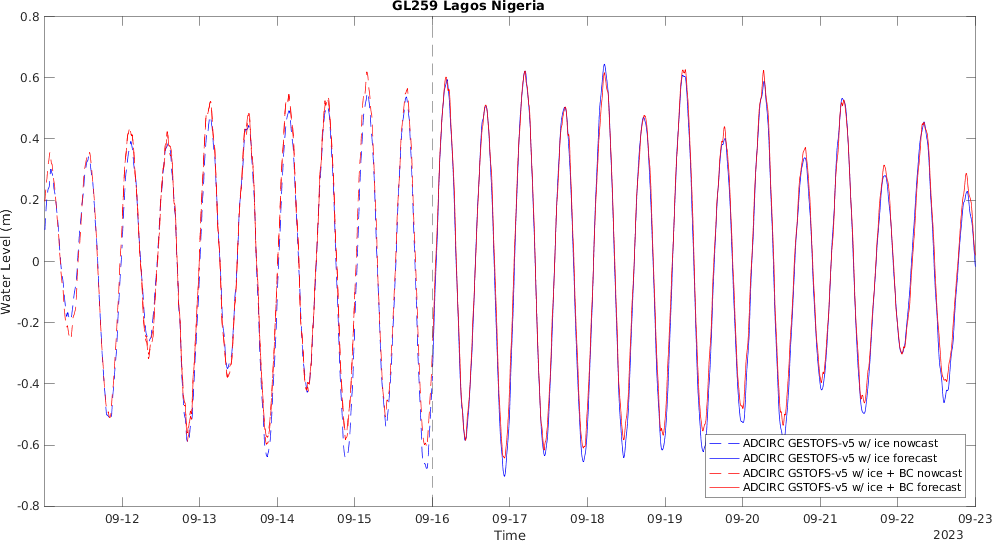 GL259 Lagos Nigeria
0.8
0.6
0.4
0.2
0
-0.2
-0.4
-0.6
-0.8
Water Level (m)
ADCIRC GESTOFS-v5 w/ ice nowcast
ADCIRC GESTOFS-v5 w/ ice forecast
ADCIRC GSTOFS-v5 w/ ice + BC nowcast
ADCIRC GSTOFS-v5 w/ ice + BC forecast
09-12 09-13 09-14 09-15 09-16 09-17 09-18 09-19 09-20 09-21 09-22 09-23
Time
2023